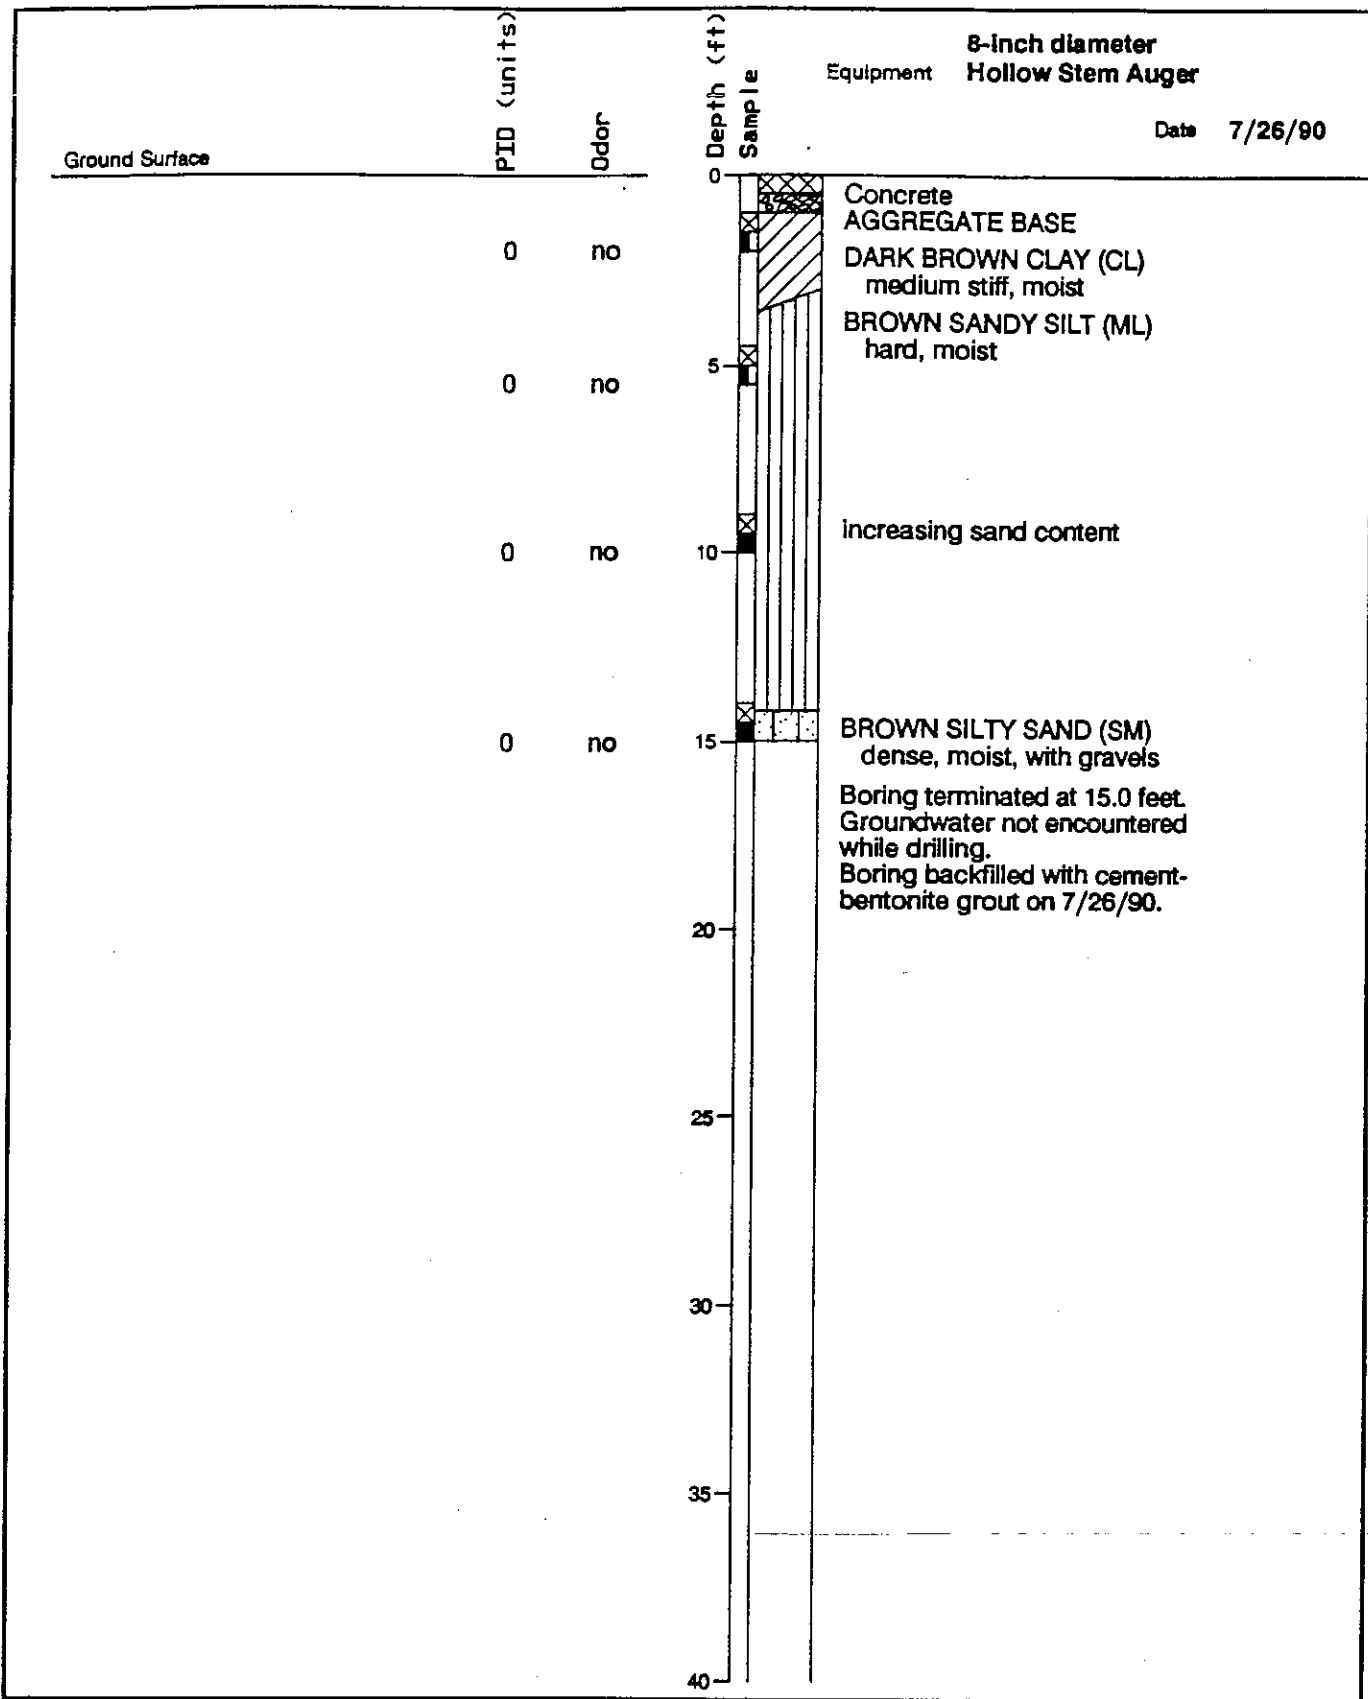 PID (units)
Odor
Depth (ft)
Sample
8-inch diameter
Equipment Hollow Stem Auger
Date 7/26/90
Ground Surface
0
Concrete
AGGREGATE BASE
0 no
DARK BROWN CLAY (CL)
medium stiff, moist
BROWN SANDY SILT (ML)
hard, moist
5
0 no
increasing sand content
0 no 10
BROWN SILTY SAND (SM)
0 no 15
dense, moist, with gravels
Boring terminated at 15.0 feet.
Groundwater not encountered
while drilling.
Boring backfilled with cement-
bentonite grout on 7/26/90.
20
25
30
35
40